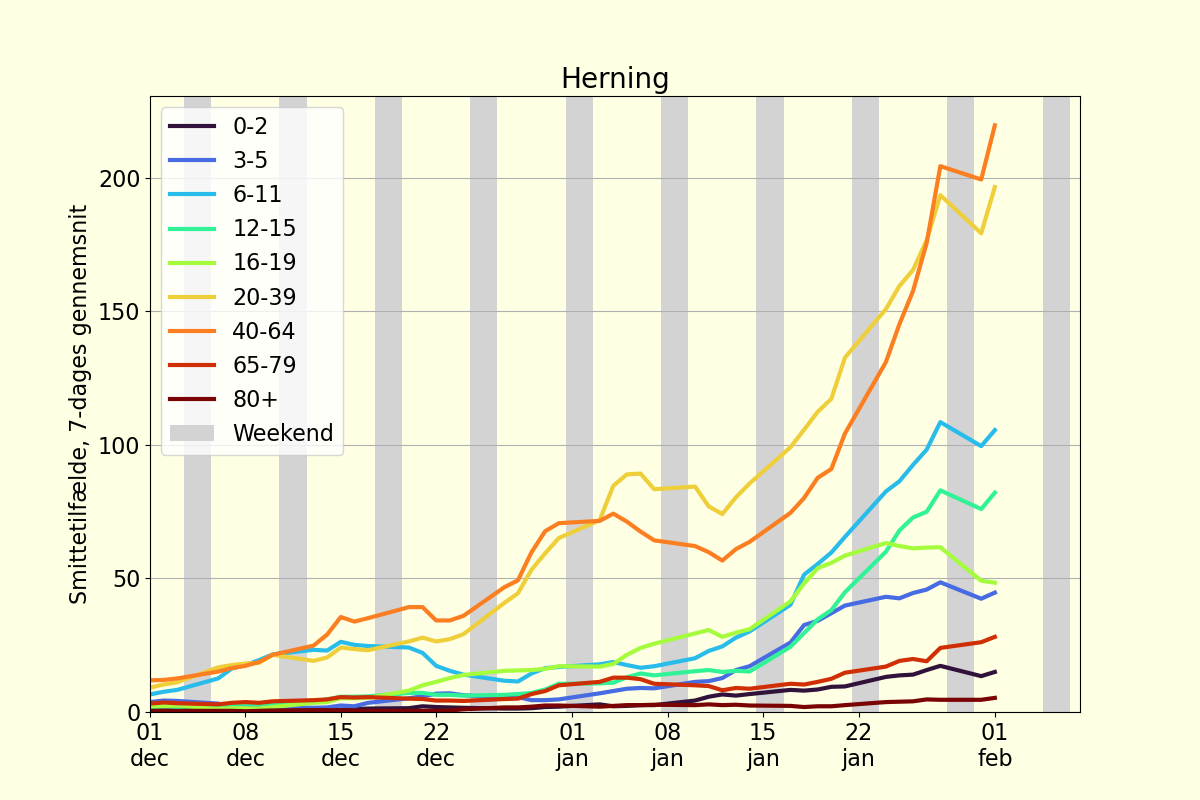 Herning
0-2
3-5
6-11
12-15
16-19
20-39
40-64
65-79
80+
Weekend
Smittetilfælde, 7-dages gennemsnit
200
150
100
50
0
01 08 15 22 01 08 15 22 01
dec dec dec dec jan jan jan jan feb